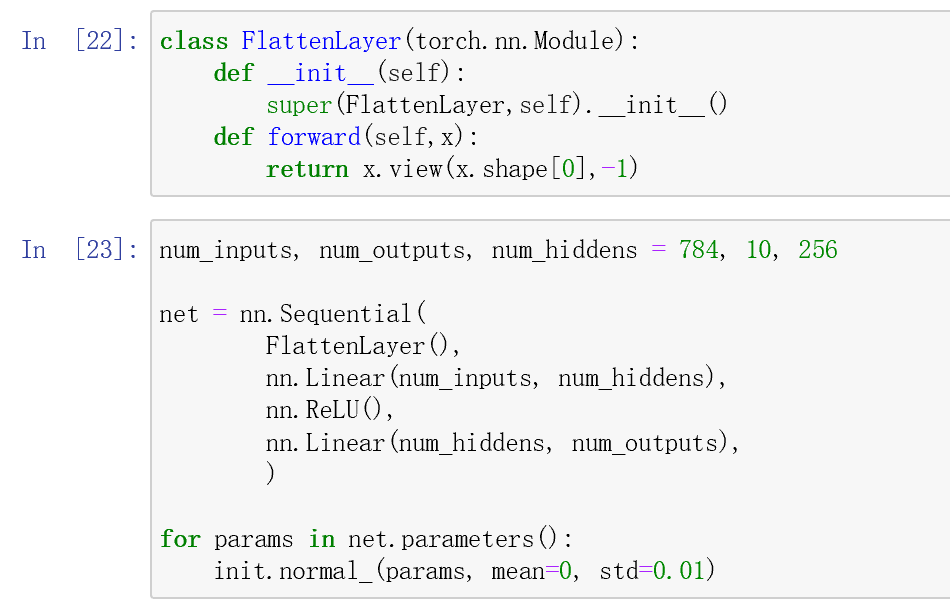 In [22]: class FlattenLayer(torch.nn.Module):
    def __init__(self):
        super(FlattenLayer,self).__init__()
    def forward(self,x):
        return x.view(x.shape[0],-1)
In [23]: num_inputs, num_outputs, num_hiddens = 784, 10, 256
net = nn.Sequential(
        FlattenLayer(),
        nn.Linear(num_inputs, num_hiddens),
        nn.ReLU(),
        nn.Linear(num_hiddens, num_outputs),
        )
for params in net.parameters():
    init.normal_(params, mean=0, std=0.01)